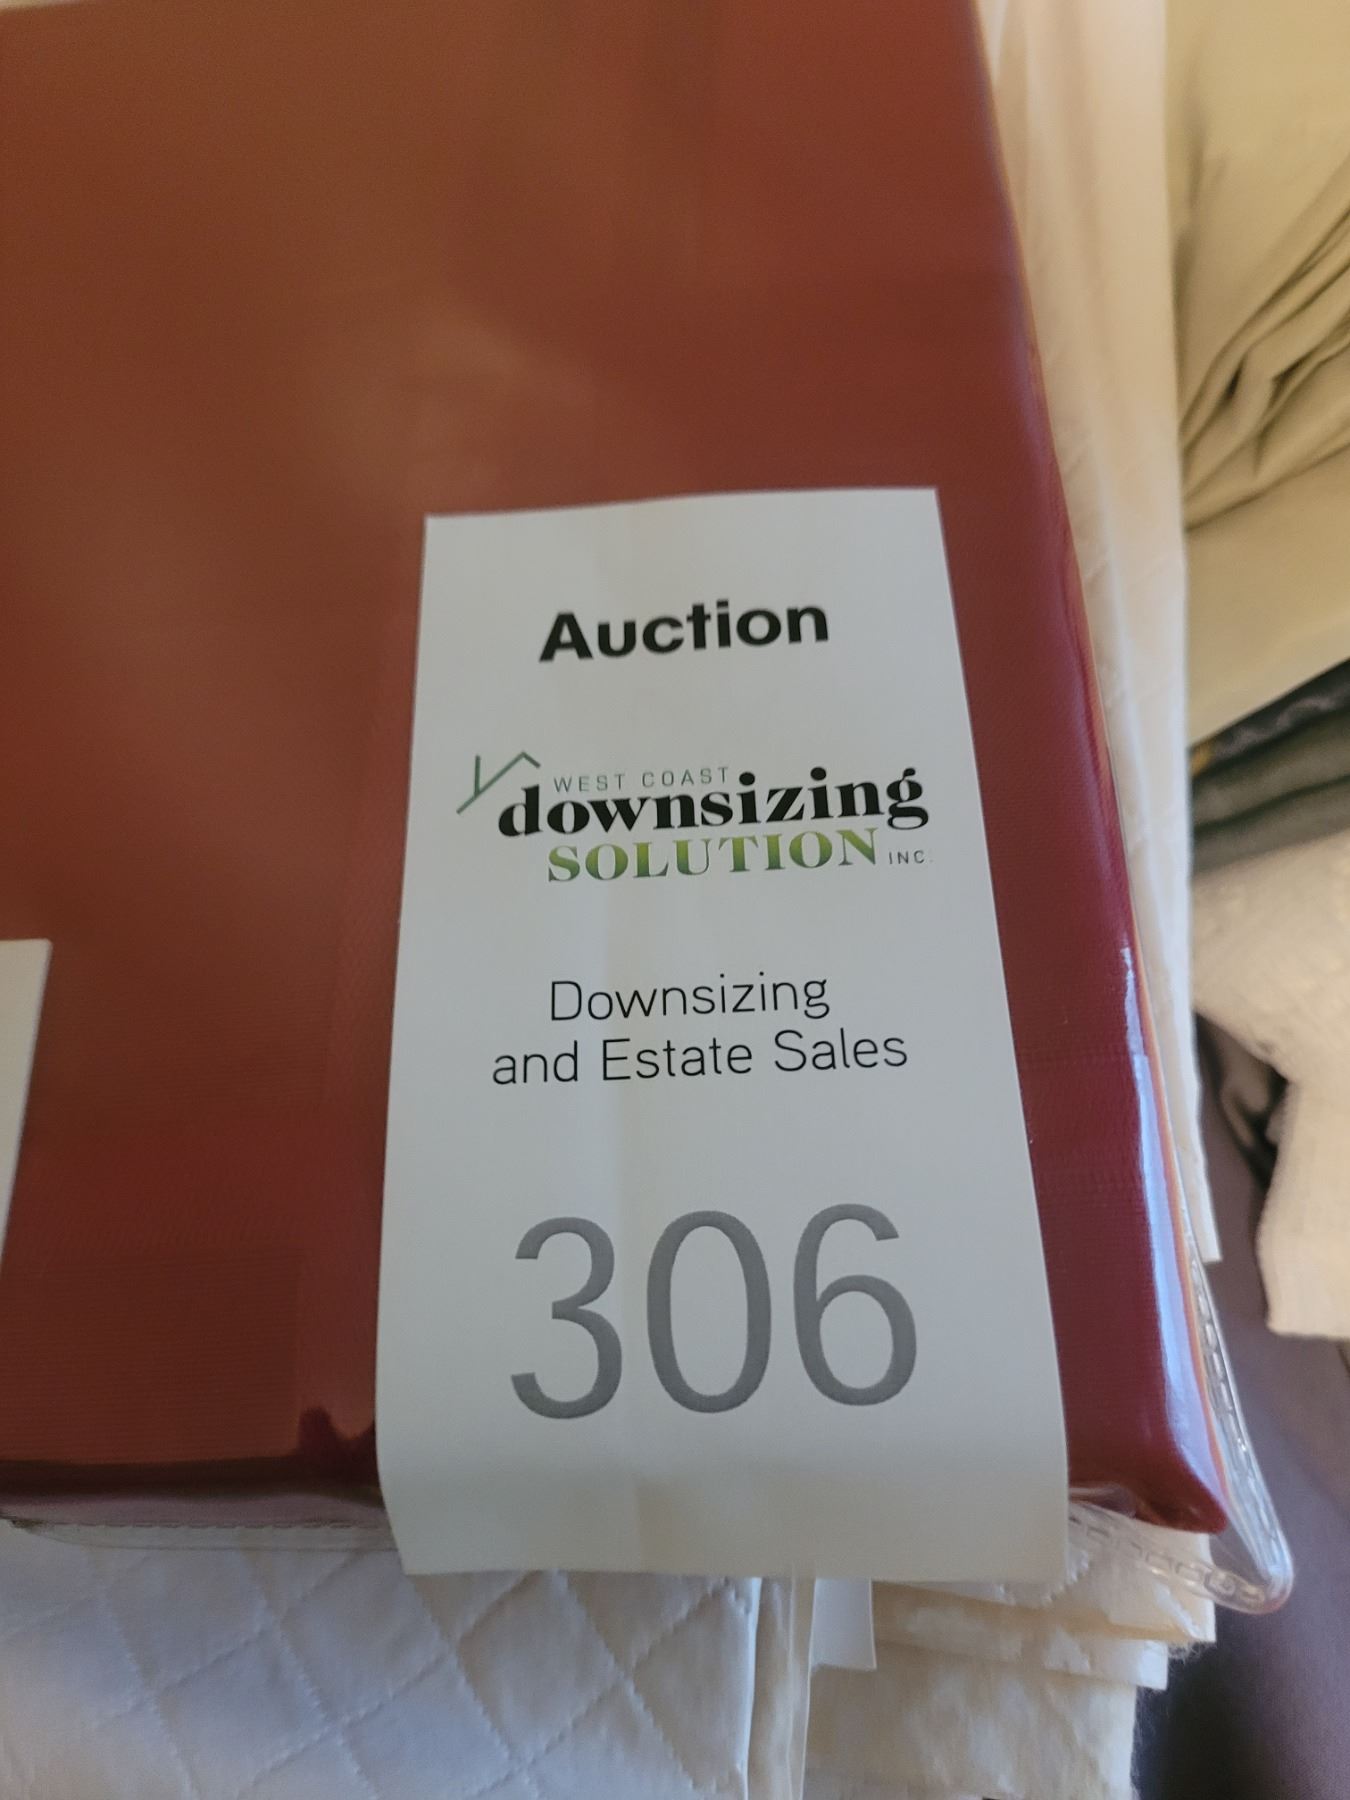 Auction
WEST COAST
downsizing
SOLUTION INC.
Downsizing
and Estate Sales
306